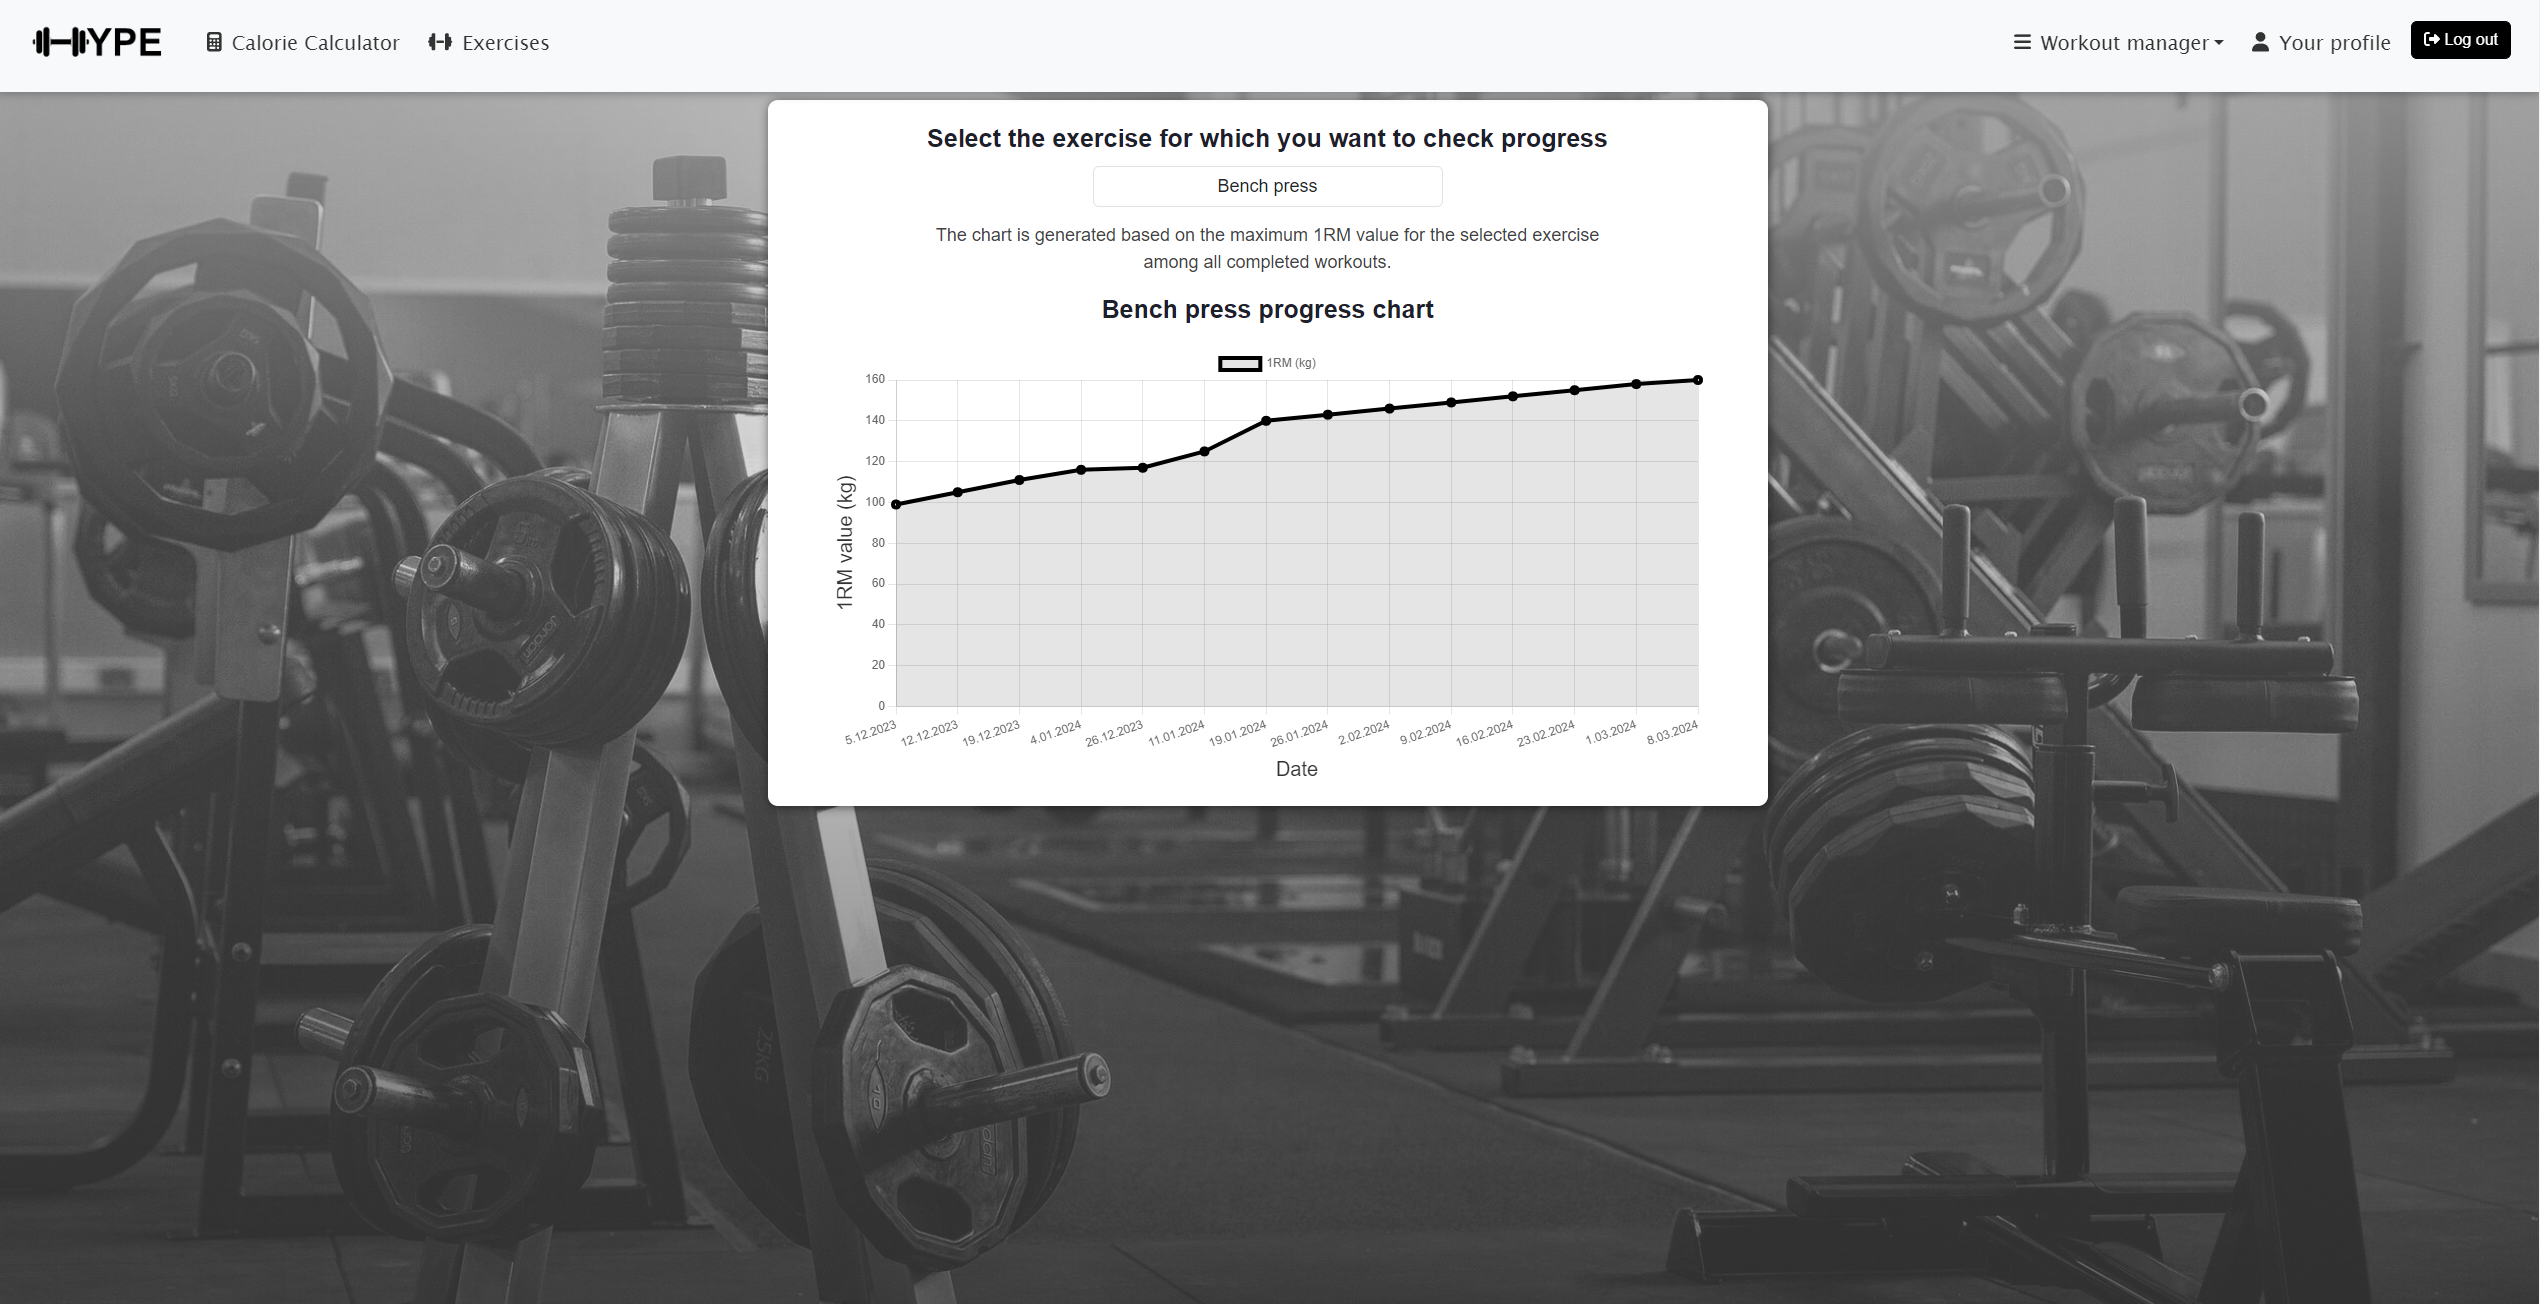 HYPE
Calorie Calculator
Exercises
Workout manager
Your profile
Log out
Select the exercise for which you want to check progress
Bench press
The chart is generated based on the maximum 1RM value for the selected exercise
among all completed workouts.
Bench press progress chart
1RM (kg)
1RM value (kg)
160
140
120
100
80
60
40
20
0
5.12.2023
12.12.2023
19.12.2023
4.01.2024
26.12.2023
11.01.2024
19.01.2024
26.01.2024
2.02.2024
9.02.2024
16.02.2024
23.02.2024
1.03.2024
8.03.2024
Date
25KG
10
Jordan